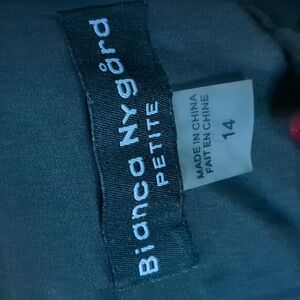 Bianca Nygård
PETITE
MADE IN CHINA
FAIT EN CHINE
14